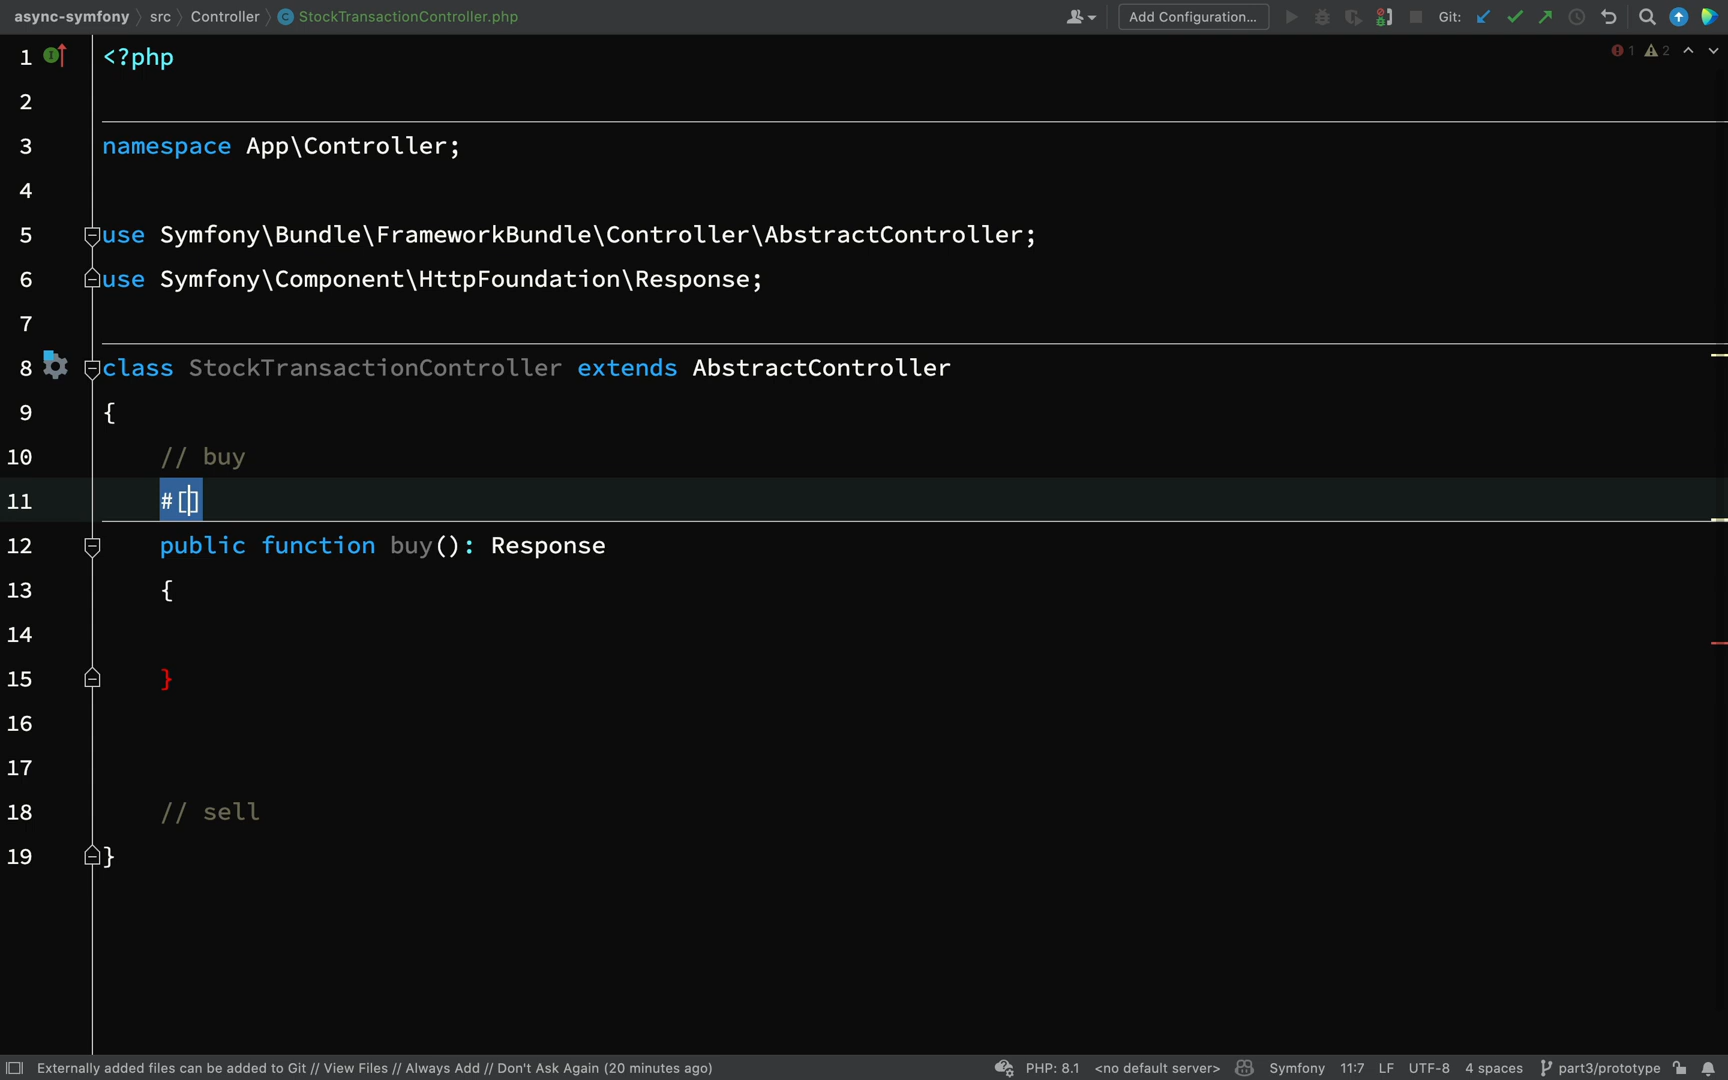 async-symfony src Controller C StockTransactionController.php Add Configuration... Git:
1 <?php 1 2
2
3 namespace App\Controller;
4
5 use Symfony\Bundle\FrameworkBundle\Controller\AbstractController;
6 use Symfony\Component\HttpFoundation\Response;
7
8 class StockTransactionController extends AbstractController
9 {
10 // buy
11 #[]
12 public function buy(): Response
13 {
14
15 }
16
17
18 // sell
19 }
Externally added files can be added to Git // View Files // Always Add // Don't Ask Again (20 minutes ago) PHP: 8.1 <no default server> Symfony 11:7 LF UTF-8 4 spaces part3/prototype